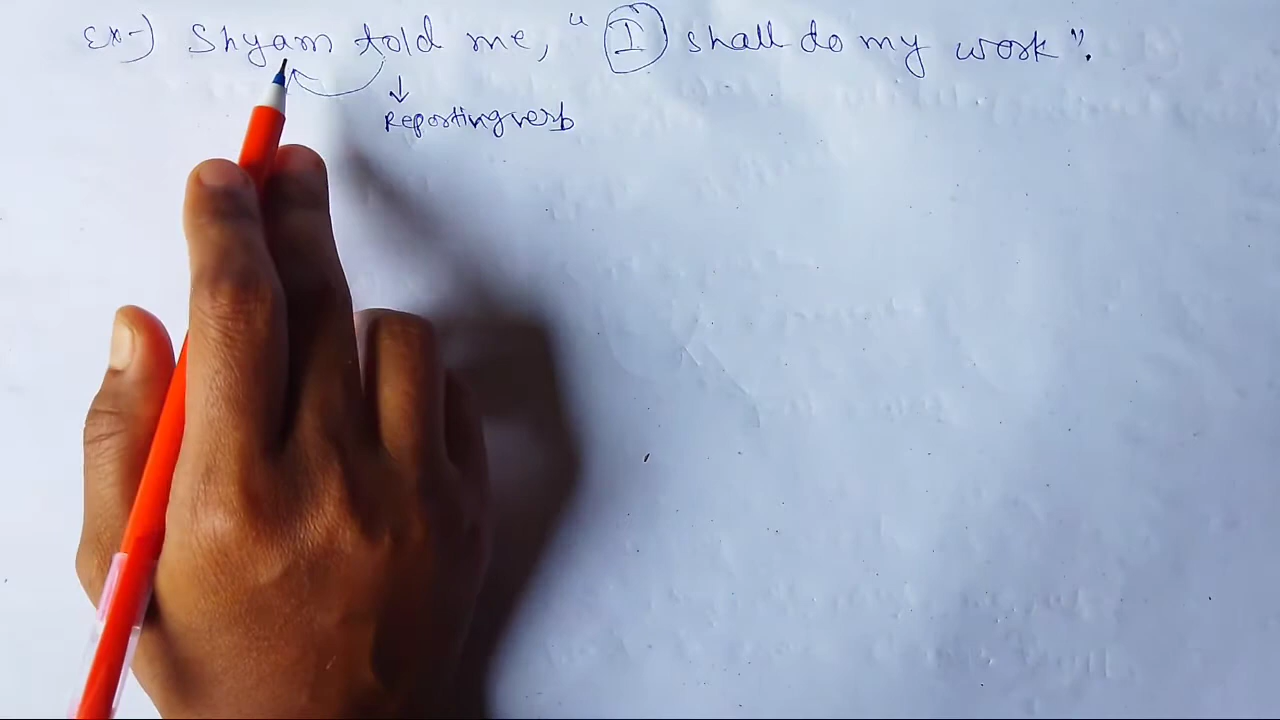 Ex-) Shyam told me, "I shall do my work".
↓
Reporting verb